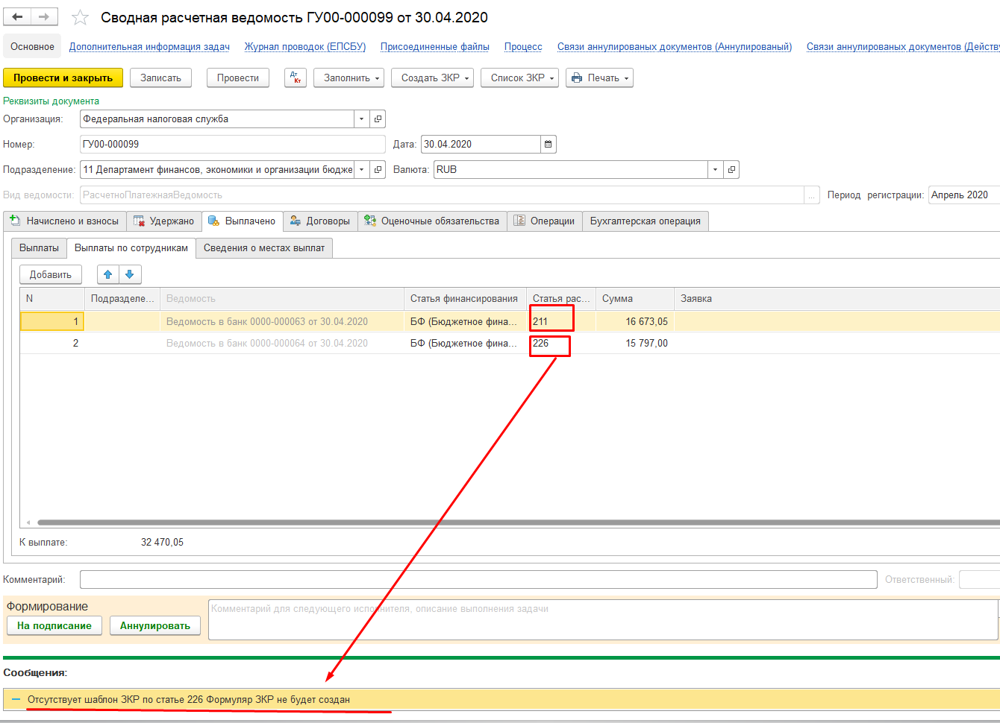 Сводная расчетная ведомость ГУ00-000099 от 30.04.2020
Основное Дополнительная информация задач Журнал проводок (ЕПСБУ) Присоединенные файлы Процесс Связи аннулированых документов (Аннулированый) Связи аннулированых документов (Действу
Провести и закрыть Записать Провести Дт Кт Заполнить Создать ЗКР Список ЗКР Печать
Реквизиты документа
Организация: Федеральная налоговая служба
Номер: ГУ00-000099 Дата: 30.04.2020
Подразделение: 11 Департамент финансов, экономики и организации бюдже Валюта: RUB
Вид ведомости: РасчетноПлатежнаяВедомость ... Период регистрации: Апрель 2020
Начислено и взносы Удержано Выплачено Договоры Оценочные обязательства Операции Бухгалтерская операция
Выплаты Выплаты по сотрудникам Сведения о местах выплат
Добавить
N Подразделе... Ведомость Статья финансирования Статья рас... Сумма Заявка
1 Ведомость в банк 0000-000063 от 30.04.2020 БФ (Бюджетное фина... 211 16 673,05
2 Ведомость в банк 0000-000064 от 30.04.2020 БФ (Бюджетное фина... 226 15 797,00
К выплате: 32 470,05
Комментарий: Ответственный:
Формирование
Комментарий для следующего исполнителя, описание выполнения задачи
На подписание Аннулировать
Сообщения:
Отсутствует шаблон ЗКР по статье 226 Формуляр ЗКР не будет создан